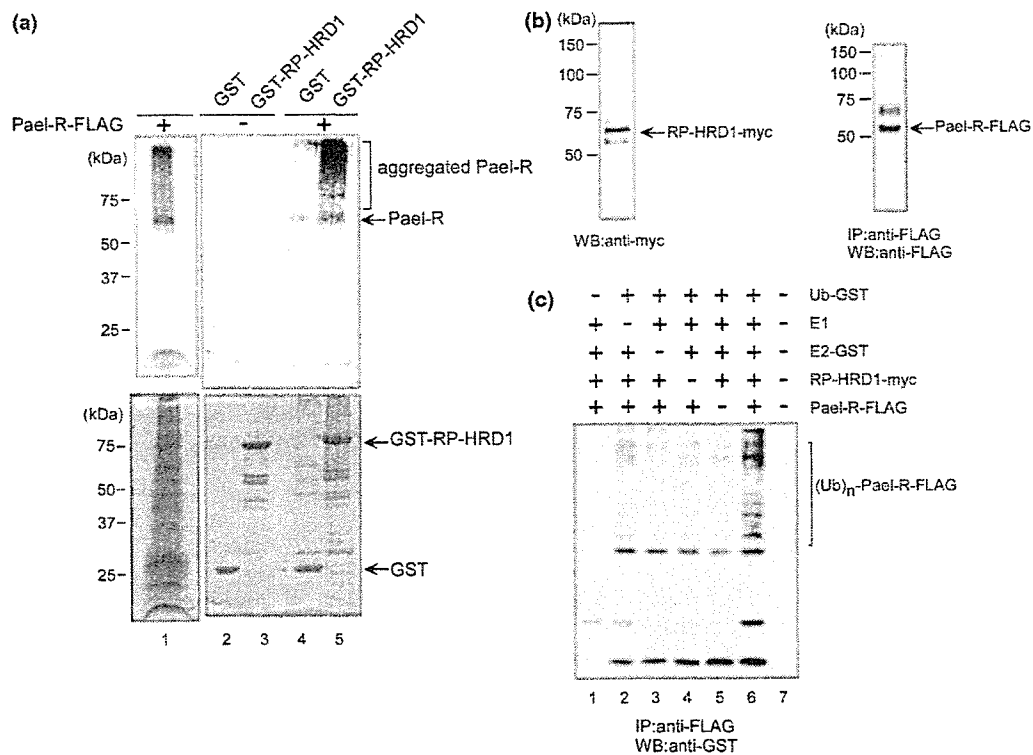 (a)
GST
GST-RP-HRD1
GST
GST-RP-HRD1
Pael-R-FLAG + - +
(kDa)
75
50
37
25
aggregated Pael-R
Pael-R
(kDa)
75
50
37
25
GST-RP-HRD1
GST
1 2 3 4 5
(b)
(kDa)
150
100
75
50
RP-HRD1-myc
WB:anti-myc
(kDa)
150
100
75
50
Pael-R-FLAG
IP:anti-FLAG
WB:anti-FLAG
(c)
- + + + + + - Ub-GST
+ - + + + + - E1
+ + - + + + - E2-GST
+ + + - + + - RP-HRD1-myc
+ + + + - + - Pael-R-FLAG
(Ub)n-Pael-R-FLAG
1 2 3 4 5 6 7
IP:anti-FLAG
WB:anti-GST